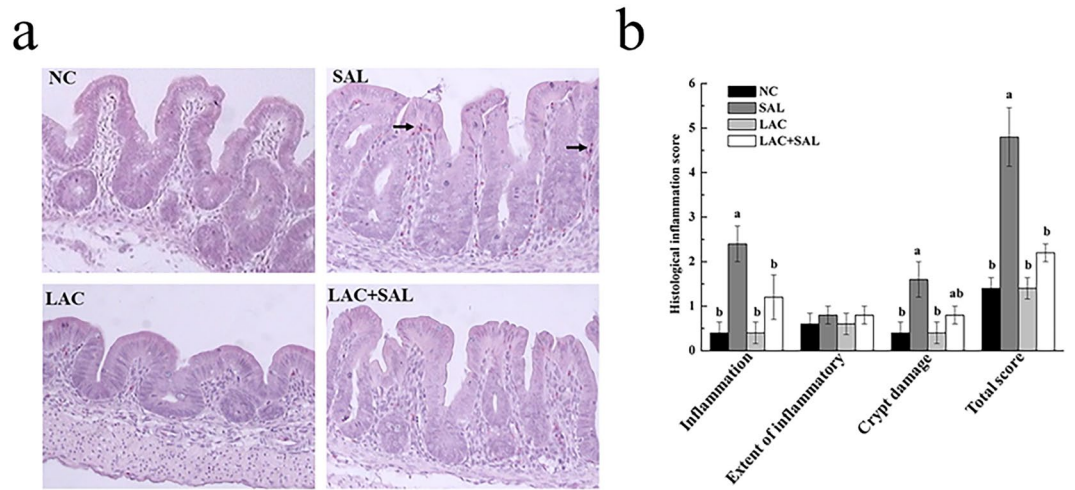 a
NC
SAL
LAC
LAC+SAL
b
Histological inflammation score
6
5
4
3
2
1
0
NC
SAL
LAC
LAC+SAL
b
a
b
b
b
a
b
ab
b
a
b
b
Inflammation
Extent of inflammatory
Crypt damage
Total score